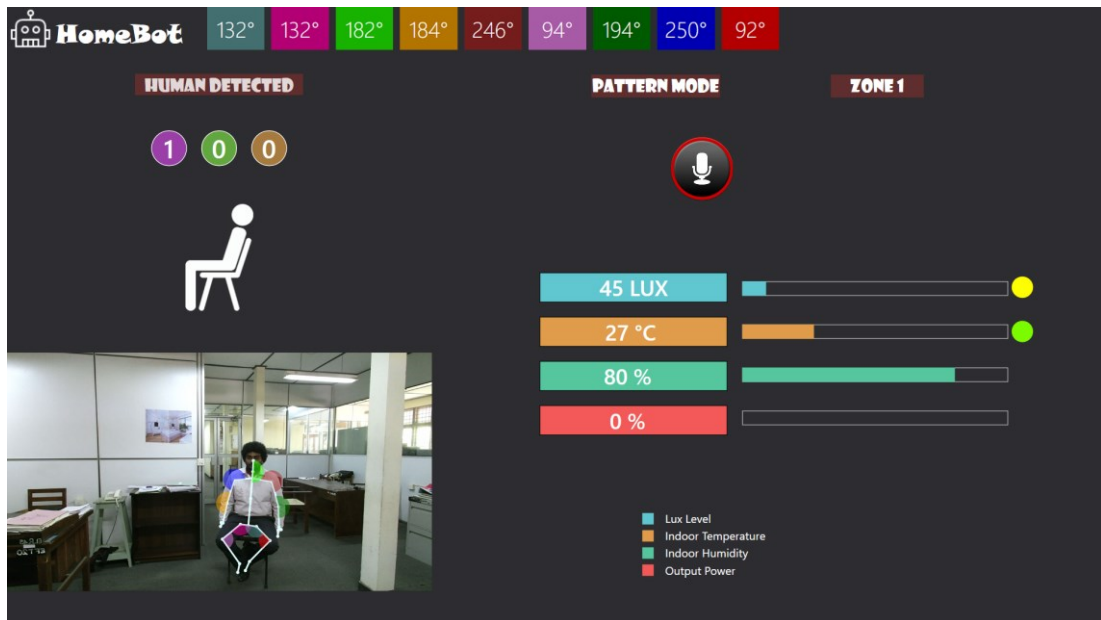 HomeBot 132° 132° 182° 184° 246° 94° 194° 250° 92°
HUMAN DETECTED
PATTERN MODE
ZONE 1
1 0 0
45 LUX
27 °C
80 %
0 %
Lux Level
Indoor Temperature
Indoor Humidity
Output Power